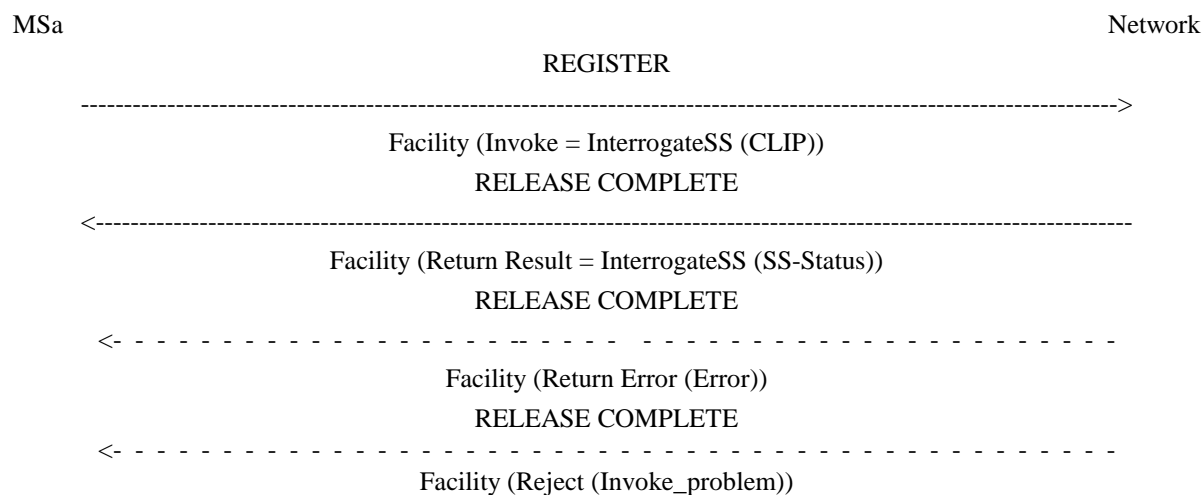 MSa Network
REGISTER
Facility (Invoke = InterrogateSS (CLIP))
RELEASE COMPLETE
Facility (Return Result = InterrogateSS (SS-Status))
RELEASE COMPLETE
Facility (Return Error (Error))
RELEASE COMPLETE
Facility (Reject (Invoke_problem))